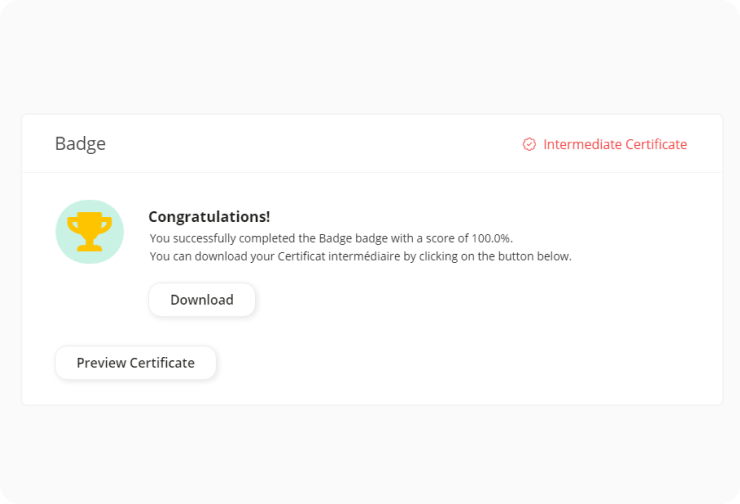 Badge
Intermediate Certificate
Congratulations!
You successfully completed the Badge badge with a score of 100.0%.
You can download your Certificat intermédiaire by clicking on the button below.
Download
Preview Certificate